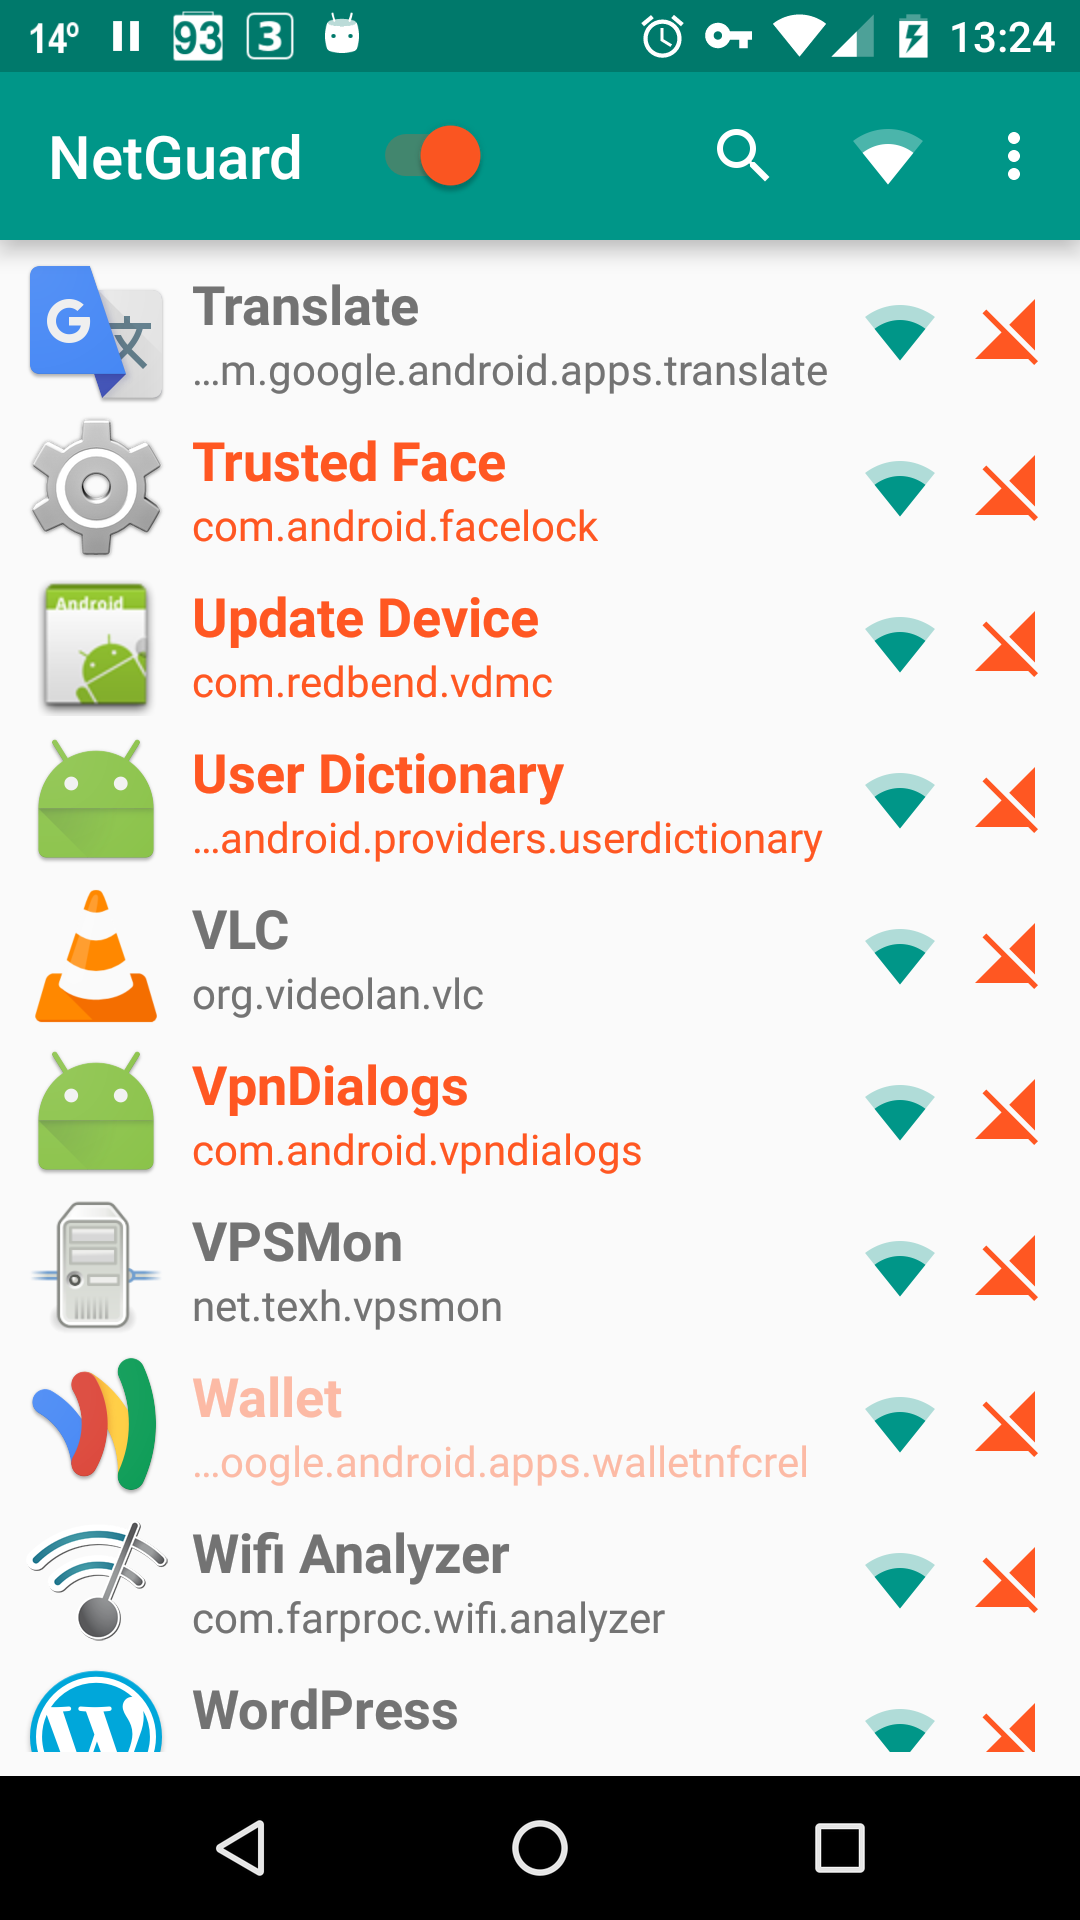 14º 93 3 13:24
NetGuard
Translate
...m.google.android.apps.translate
Trusted Face
com.android.facelock
Android
Update Device
com.redbend.vdmc
User Dictionary
...android.providers.userdictionary
VLC
org.videolan.vlc
VpnDialogs
com.android.vpndialogs
VPSMon
net.texh.vpsmon
Wallet
...oogle.android.apps.walletnfcrel
Wifi Analyzer
com.farproc.wifi.analyzer
WordPress